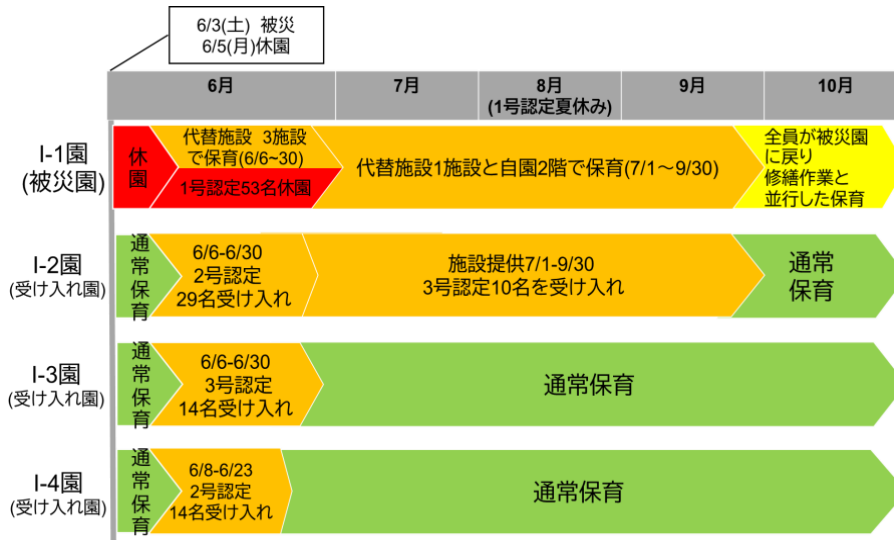 6/3(土) 被災
6/5(月)休園
6月
7月
8月
(1号認定夏休み)
9月
10月
I-1園
(被災園)
休園
代替施設 3施設
で保育(6/6~30)
1号認定53名休園
代替施設1施設と自園2階で保育(7/1～9/30)
全員が被災園
に戻り
修繕作業と
並行した保育
I-2園
(受け入れ園)
通常保育
6/6-6/30
2号認定
29名受け入れ
施設提供7/1-9/30
3号認定10名を受け入れ
通常
保育
I-3園
(受け入れ園)
通常保育
6/6-6/30
3号認定
14名受け入れ
通常保育
I-4園
(受け入れ園)
通常保育
6/8-6/23
2号認定
14名受け入れ
通常保育